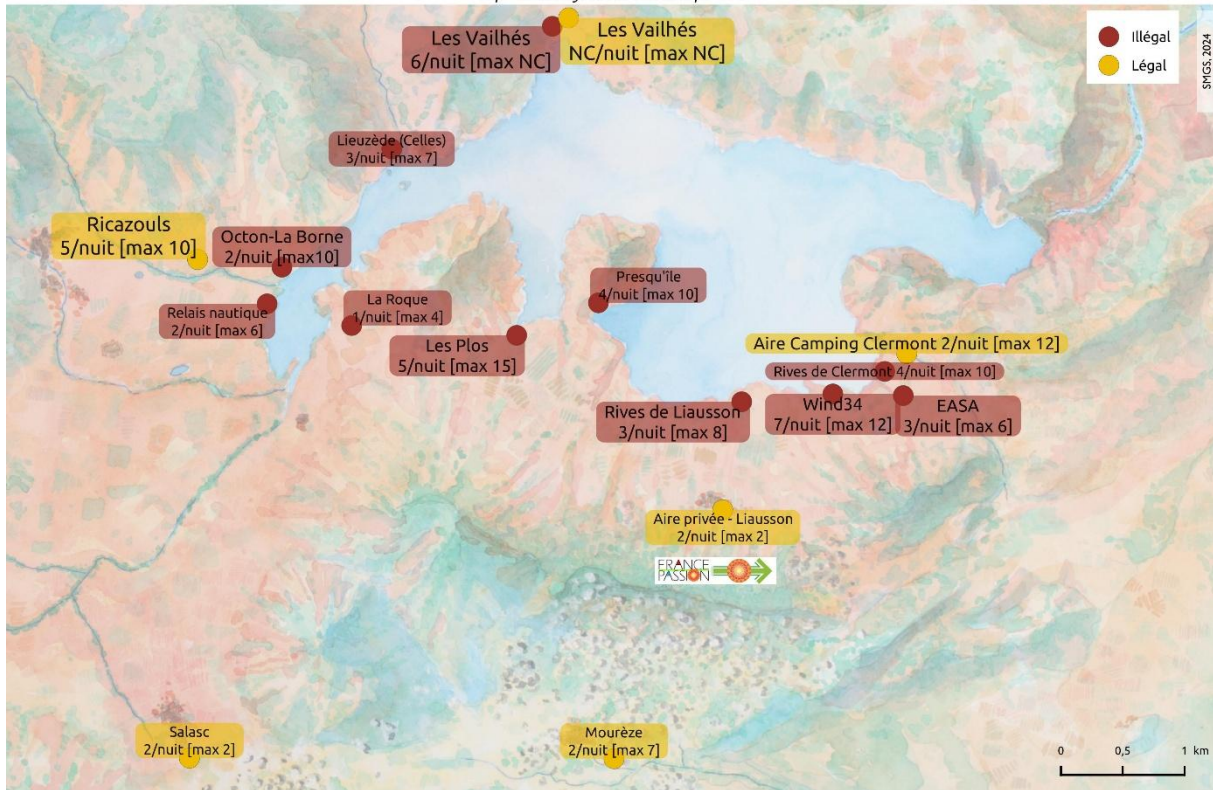 Les Vailhés
6/nuit [max NC]
Les Vailhés
NC/nuit [max NC]
Illégal
Légal
SMGS, 2024
Lieuzède (Celles)
3/nuit [max 7]
Ricazouls
5/nuit [max 10]
Octon-La Borne
2/nuit [max10]
Relais nautique
2/nuit [max 6]
La Roque
1/nuit [max 4]
Les Plos
5/nuit [max 15]
Presqu'île
4/nuit [max 10]
Aire Camping Clermont 2/nuit [max 12]
Rives de Clermont 4/nuit [max 10]
Rives de Liausson
3/nuit [max 8]
Wind34
7/nuit [max 12]
EASA
3/nuit [max 6]
Aire privée - Liausson
2/nuit [max 2]
FRANCE
PASSION
Salasc
2/nuit [max 2]
Mourèze
2/nuit [max 7]
0 0,5 1 km